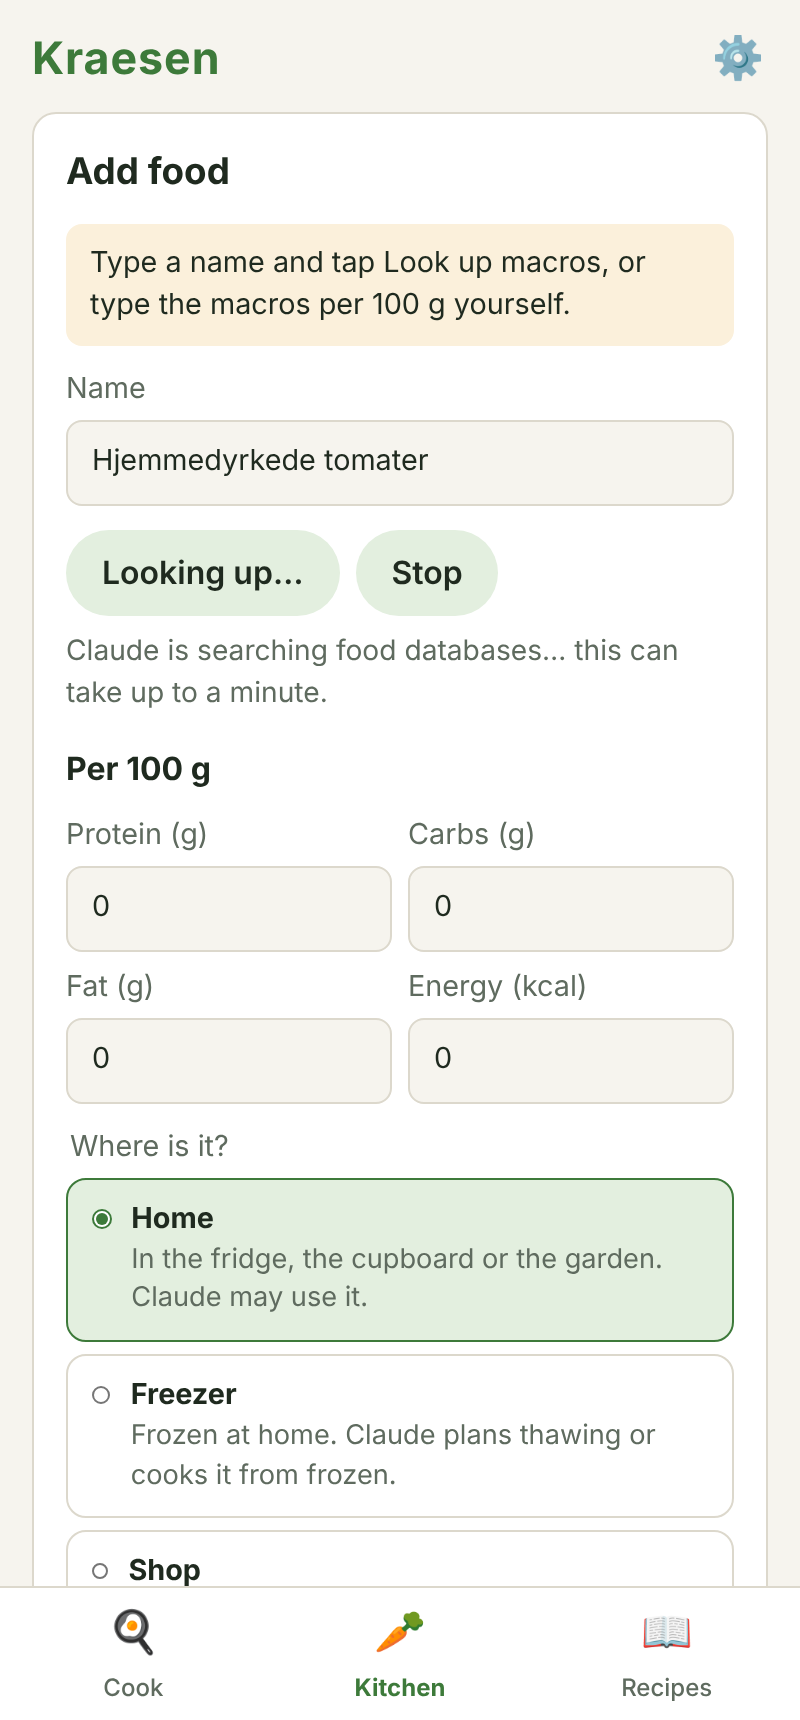 Kraesen
Add food
Type a name and tap Look up macros, or
type the macros per 100 g yourself.
Name
Hjemmedyrkede tomater
Looking up...
Stop
Claude is searching food databases... this can
take up to a minute.
Per 100 g
Protein (g)
Carbs (g)
0
0
Fat (g)
Energy (kcal)
0
0
Where is it?
Home
In the fridge, the cupboard or the garden.
Claude may use it.
Freezer
Frozen at home. Claude plans thawing or
cooks it from frozen.
Shop
Cook
Kitchen
Recipes